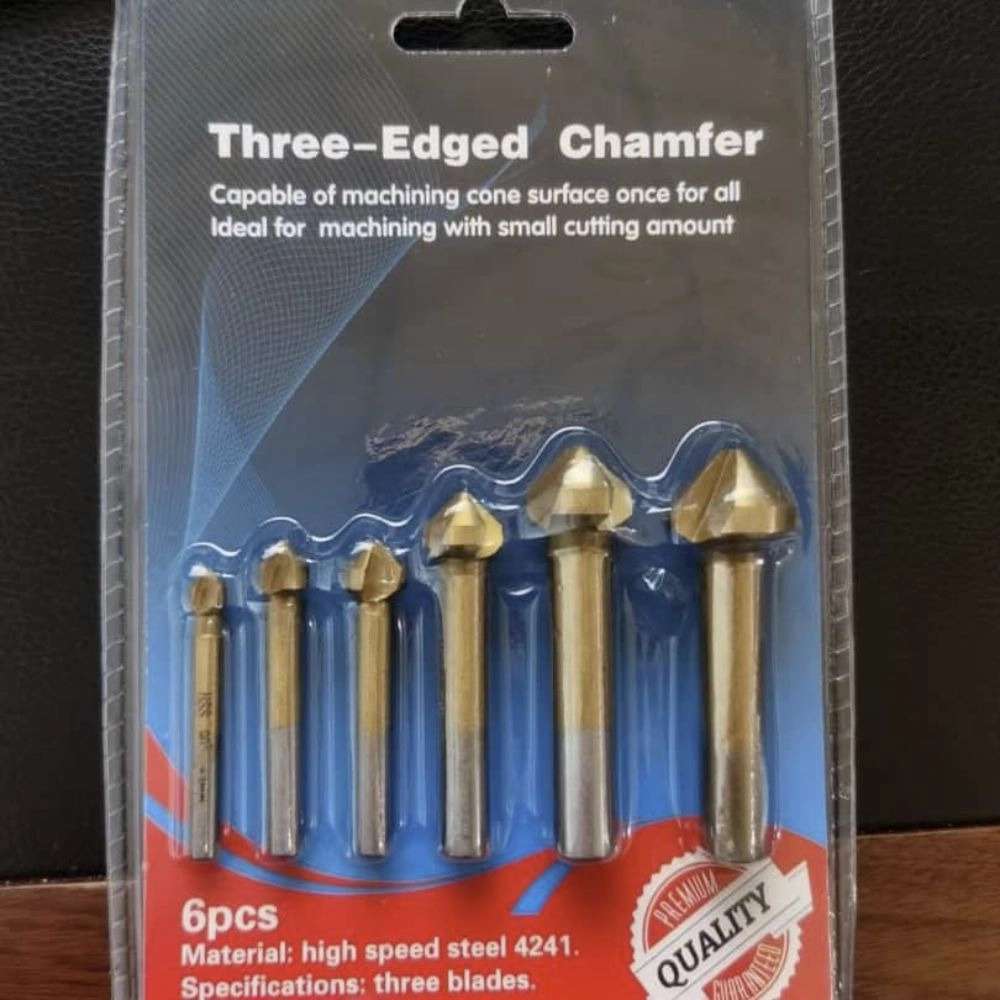 Three-Edged Chamfer
Capable of machining cone surface once for all
Ideal for machining with small cutting amount
6pcs
Material: high speed steel 4241.
Specifications: three blades.
PREMIUM
QUALITY
GUARANTEED